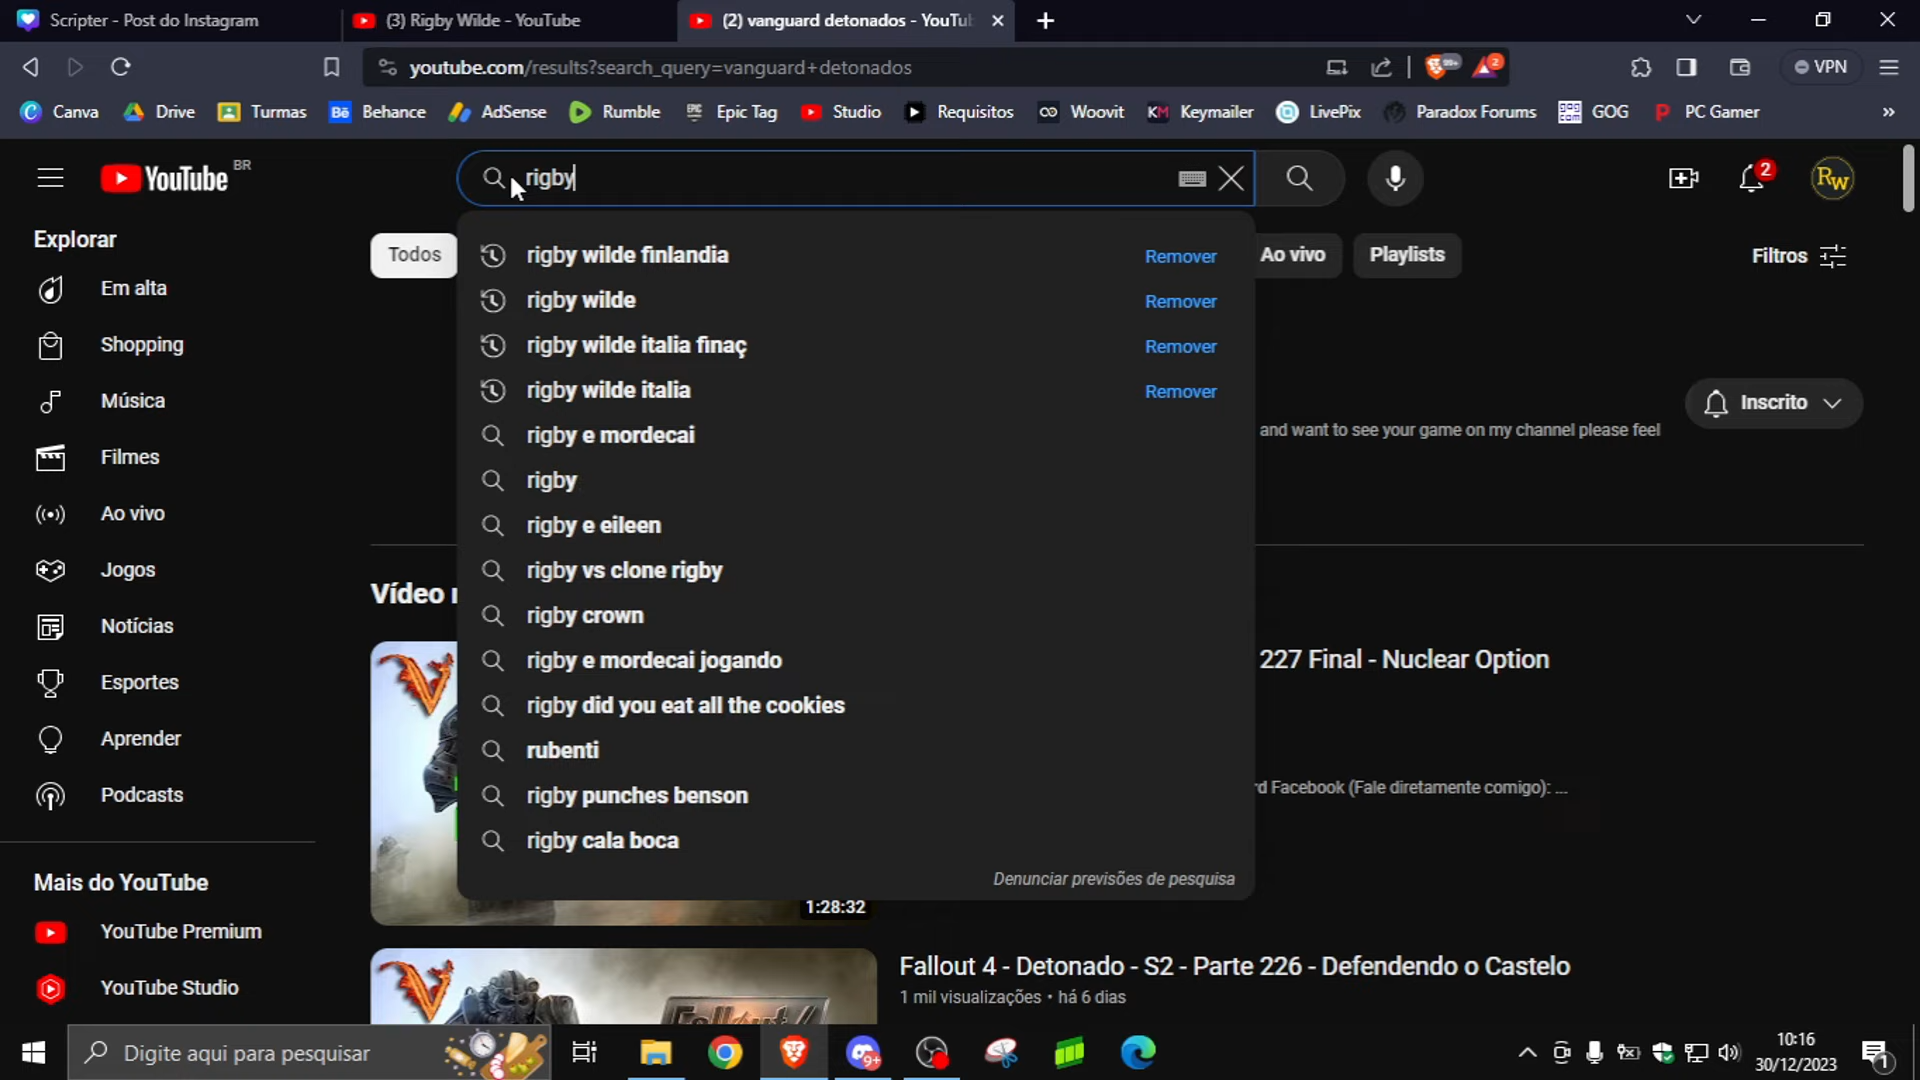 Scripter - Post do Instagram
(3) Rigby Wilde - YouTube
(2) vanguard detonados - YouTu
youtube.com/results?search_query=vanguard+detonados
99+
2
VPN
Canva
Drive
Turmas
Behance
AdSense
Rumble
Epic Tag
Studio
Requisitos
Woovit
Keymailer
LivePix
Paradox Forums
GOG
PC Gamer
YouTube BR
rigby
2
RW
Explorar
Em alta
Shopping
Música
Filmes
Ao vivo
Jogos
Notícias
Esportes
Aprender
Podcasts
Mais do YouTube
YouTube Premium
YouTube Studio
Todos
Ao vivo
Playlists
Filtros
rigby wilde finlandia Remover
rigby wilde Remover
rigby wilde italia finaç Remover
rigby wilde italia Remover
rigby e mordecai
rigby
rigby e eileen
rigby vs clone rigby
rigby crown
rigby e mordecai jogando
rigby did you eat all the cookies
rubenti
rigby punches benson
rigby cala boca
Denunciar previsões de pesquisa
Inscrito
and want to see your game on my channel please feel
Vídeo
227 Final - Nuclear Option
d Facebook (Fale diretamente comigo): ...
1:28:32
Fallout 4 - Detonado - S2 - Parte 226 - Defendendo o Castelo
1 mil visualizações • há 6 dias
Digite aqui para pesquisar
9+
10:16
30/12/2023
1